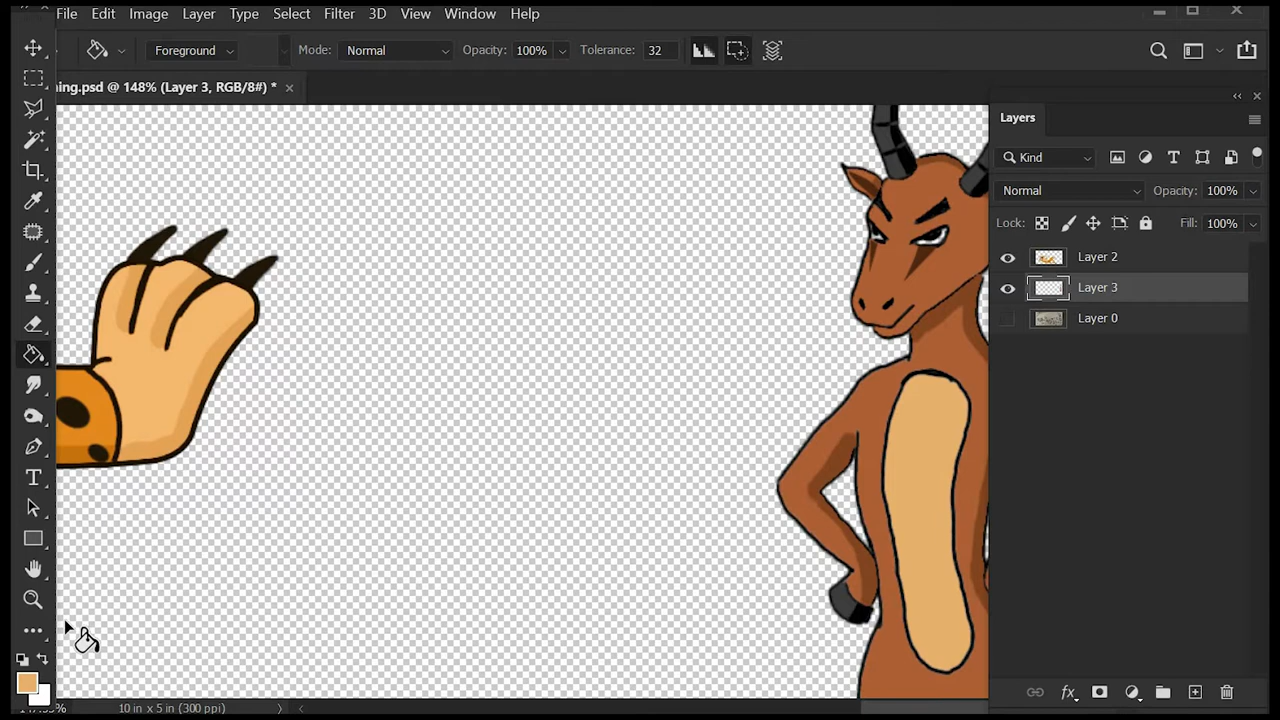 File Edit Image Layer Type Select Filter 3D View Window Help
Foreground Mode: Normal Opacity: 100% Tolerance: 32
ning.psd @ 148% (Layer 3, RGB/8#) * ×
Layers
Kind
Normal Opacity: 100%
Lock: Fill: 100%
Layer 2
Layer 3
Layer 0
10 in x 5 in (300 ppi)